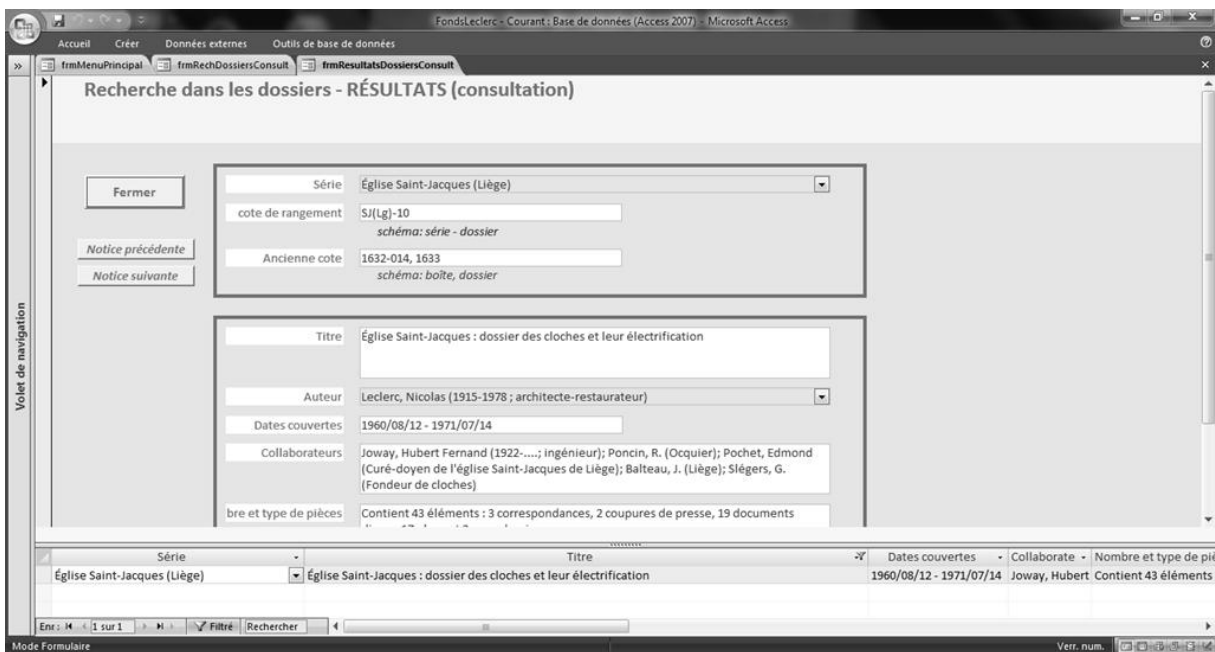 FondsLeclerc - Courant : Base de données (Access 2007) - Microsoft Access
Accueil Créer Données externes Outils de base de données
frmMenuPrincipal frmRechDossiersConsult frmResultatsDossiersConsult
Recherche dans les dossiers - RÉSULTATS (consultation)
Fermer
Notice précédente
Notice suivante
Volet de navigation
Série Église Saint-Jacques (Liège)
cote de rangement SJ(Lg)-10
schéma: série - dossier
Ancienne cote 1632-014, 1633
schéma: boîte, dossier
Titre Église Saint-Jacques : dossier des cloches et leur électrification
Auteur Leclerc, Nicolas (1915-1978 ; architecte-restaurateur)
Dates couvertes 1960/08/12 - 1971/07/14
Collaborateurs Joway, Hubert Fernand (1922-....; ingénieur); Poncin, R. (Ocquier); Pochet, Edmond
(Curé-doyen de l'église Saint-Jacques de Liège); Balteau, J. (Liège); Slégers, G.
(Fondeur de cloches)
bre et type de pièces Contient 43 éléments : 3 correspondances, 2 coupures de presse, 19 documents
Série Titre Dates couvertes Collaborate Nombre et type de piè
Église Saint-Jacques (Liège) Église Saint-Jacques : dossier des cloches et leur électrification 1960/08/12 - 1971/07/14 Joway, Hubert Contient 43 éléments
Enr : 1 sur 1 Filtré Rechercher
Mode Formulaire Verr. num.